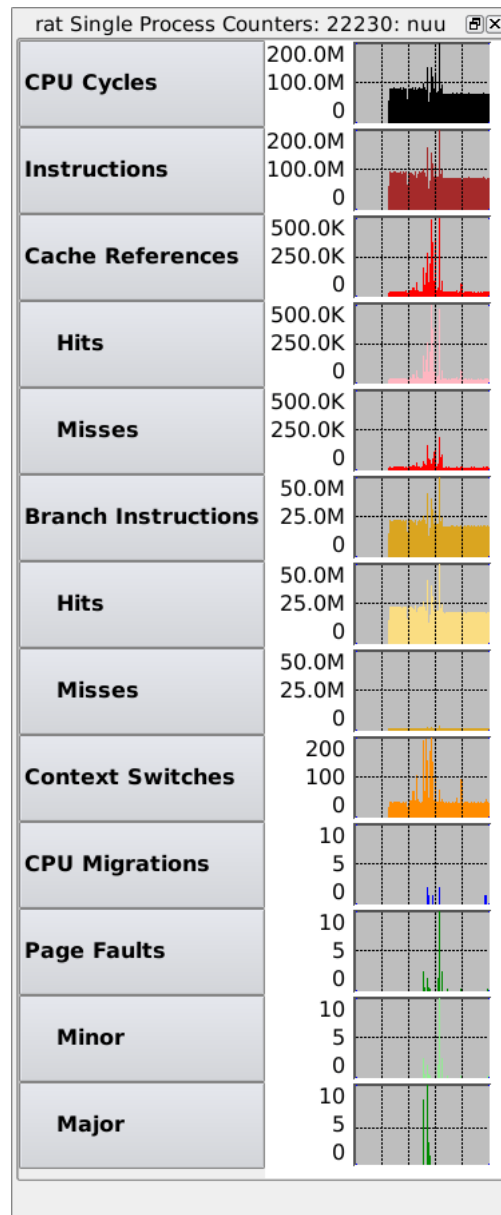 rat Single Process Counters: 22230: nuu
CPU Cycles
200.0M
100.0M
0
Instructions
200.0M
100.0M
0
Cache References
500.0K
250.0K
0
Hits
500.0K
250.0K
0
Misses
500.0K
250.0K
0
Branch Instructions
50.0M
25.0M
0
Hits
50.0M
25.0M
0
Misses
50.0M
25.0M
0
Context Switches
200
100
0
CPU Migrations
10
5
0
Page Faults
10
5
0
Minor
10
5
0
Major
10
5
0